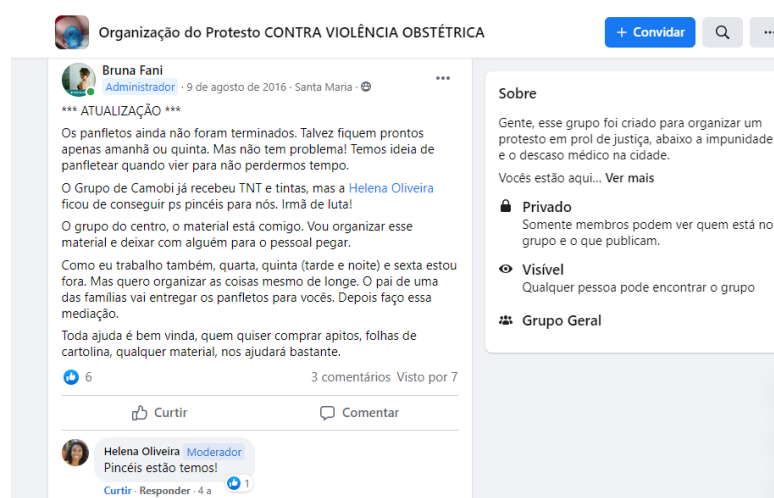 Organização do Protesto CONTRA VIOLÊNCIA OBSTÉTRICA
+ Convidar
Bruna Fani
Administrador · 9 de agosto de 2016 · Santa Maria ·
*** ATUALIZAÇÃO ***
Os panfletos ainda não foram terminados. Talvez fiquem prontos
apenas amanhã ou quinta. Mas não tem problema! Temos ideia de
panfletear quando vier para não perdermos tempo.
O Grupo de Camobi já recebeu TNT e tintas, mas a Helena Oliveira
ficou de conseguir ps pincéis para nós. Irmã de luta!
O grupo do centro, o material está comigo. Vou organizar esse
material e deixar com alguém para o pessoal pegar.
Como eu trabalho também, quarta, quinta (tarde e noite) e sexta estou
fora. Mas quero organizar as coisas mesmo de longe. O pai de uma
das famílias vai entregar os panfletos para vocês. Depois faço essa
mediação.
Toda ajuda é bem vinda, quem quiser comprar apitos, folhas de
cartolina, qualquer material, nos ajudará bastante.
6
3 comentários Visto por 7
Curtir
Comentar
Helena Oliveira Moderador
Pincéis estão temos!
1
Curtir · Responder · 4 a
Sobre
Gente, esse grupo foi criado para organizar um
protesto em prol de justiça, abaixo a impunidade
e o descaso médico na cidade.
Vocês estão aqui... Ver mais
Privado
Somente membros podem ver quem está no
grupo e o que publicam.
Visível
Qualquer pessoa pode encontrar o grupo
Grupo Geral